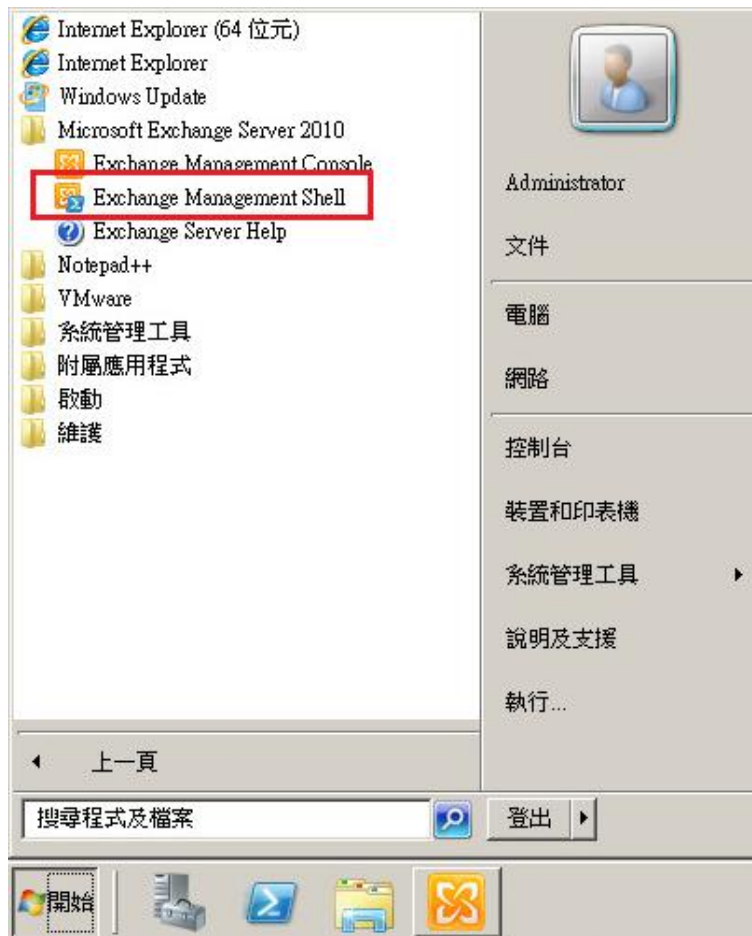 Internet Explorer (64 位元)
Internet Explorer
Windows Update
Microsoft Exchange Server 2010
Exchange Management Console
Exchange Management Shell
Exchange Server Help
Notepad++
VMware
系統管理工具
附屬應用程式
啟動
維護
上一頁
搜尋程式及檔案
Administrator
文件
電腦
網路
控制台
裝置和印表機
系統管理工具
說明及支援
執行...
登出
開始